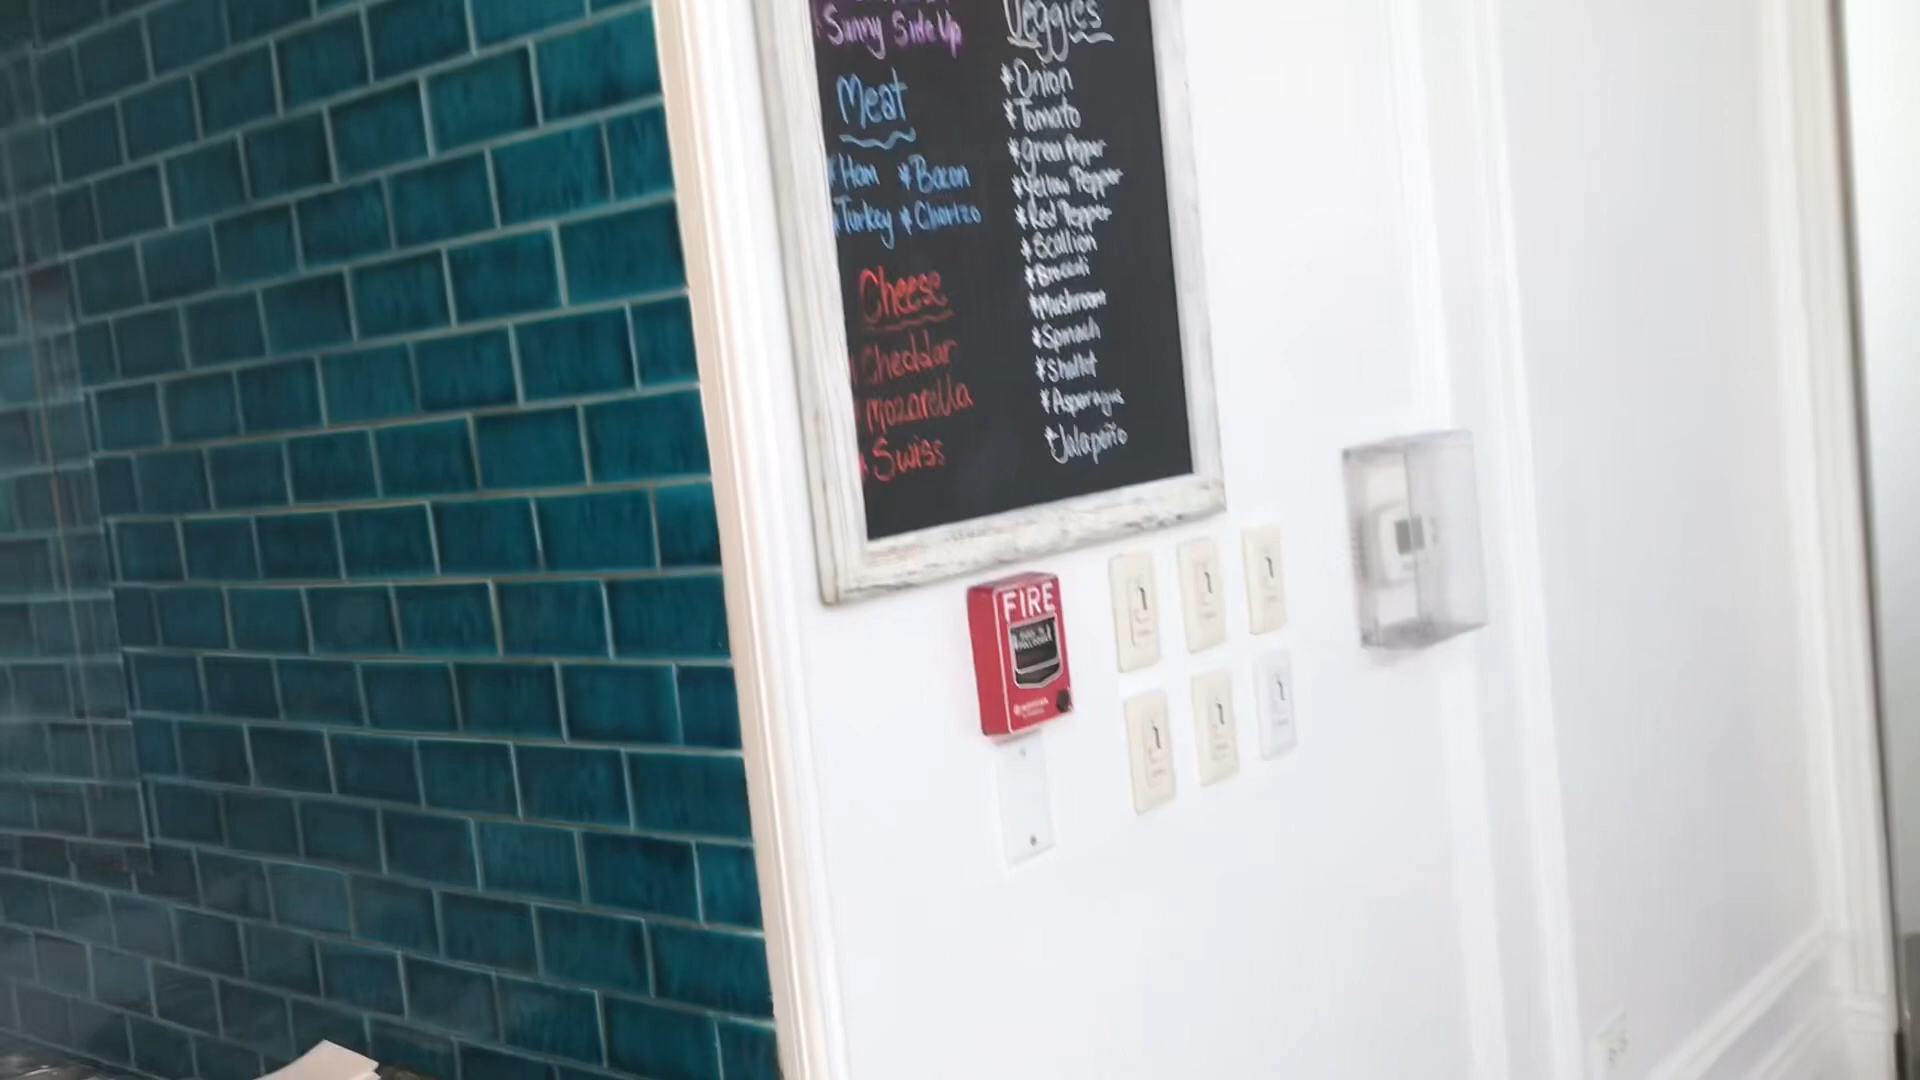 Sunny Side Up
Meat
*Ham *Bacon
*Turkey *Chorizo
Cheese
*Cheddar
*Mozarella
*Swiss
Veggies
*Onion
*Tomato
*Green Pepper
*Yellow Pepper
*Red Pepper
*Scallion
*Broccoli
*Mushroom
*Spinach
*Shallot
*Asparagus
*Jalapeño
FIRE